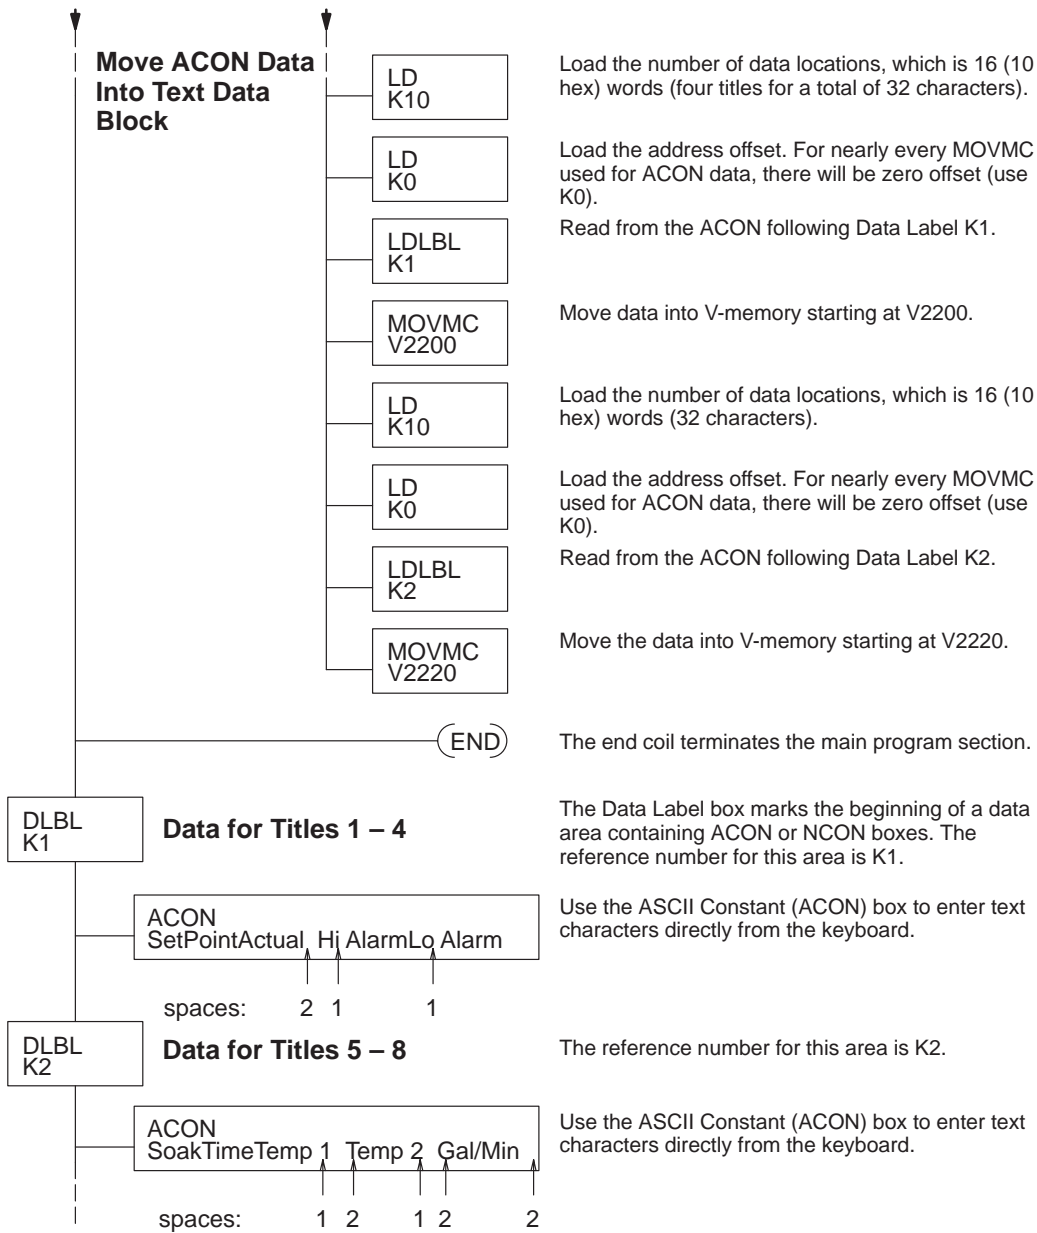 Move ACON Data
Into Text Data
Block
LD
K10
Load the number of data locations, which is 16 (10
hex) words (four titles for a total of 32 characters).
LD
K0
Load the address offset. For nearly every MOVMC
used for ACON data, there will be zero offset (use
K0).
LDLBL
K1
Read from the ACON following Data Label K1.
MOVMC
V2200
Move data into V-memory starting at V2200.
LD
K10
Load the number of data locations, which is 16 (10
hex) words (32 characters).
LD
K0
Load the address offset. For nearly every MOVMC
used for ACON data, there will be zero offset (use
K0).
LDLBL
K2
Read from the ACON following Data Label K2.
MOVMC
V2220
Move the data into V-memory starting at V2220.
END
The end coil terminates the main program section.
DLBL
K1
Data for Titles 1 – 4
The Data Label box marks the beginning of a data
area containing ACON or NCON boxes. The
reference number for this area is K1.
ACON
SetPointActual  Hi AlarmLo Alarm
Use the ASCII Constant (ACON) box to enter text
characters directly from the keyboard.
spaces: 2 1 1
DLBL
K2
Data for Titles 5 – 8
The reference number for this area is K2.
ACON
SoakTimeTemp 1  Temp 2  Gal/Min
Use the ASCII Constant (ACON) box to enter text
characters directly from the keyboard.
spaces: 1 2 1 2 2